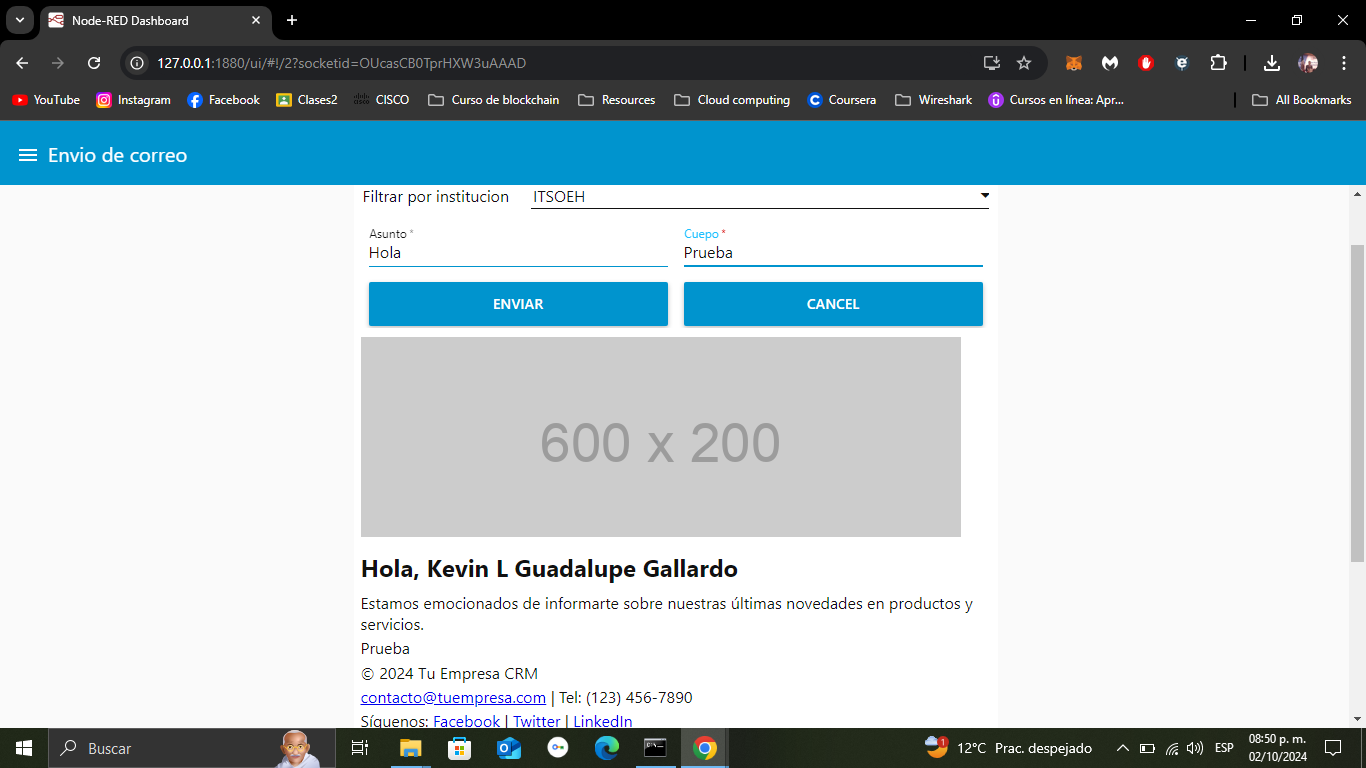 Node-RED Dashboard
127.0.0.1:1880/ui/#!/2?socketid=OUcasCB0TprHXW3uAAAD
YouTube Instagram Facebook Clases2 CISCO Curso de blockchain Resources Cloud computing Coursera Wireshark Cursos en línea: Apr... All Bookmarks
Envio de correo
Filtrar por institucion ITSOEH
Asunto * Cuepo *
Hola Prueba
ENVIAR CANCEL
600 x 200
Hola, Kevin L Guadalupe Gallardo
Estamos emocionados de informarte sobre nuestras últimas novedades en productos y
servicios.
Prueba
© 2024 Tu Empresa CRM
contacto@tuempresa.com | Tel: (123) 456-7890
Síguenos: Facebook | Twitter | LinkedIn
Buscar 1 12°C Prac. despejado ESP 08:50 p. m.
02/10/2024